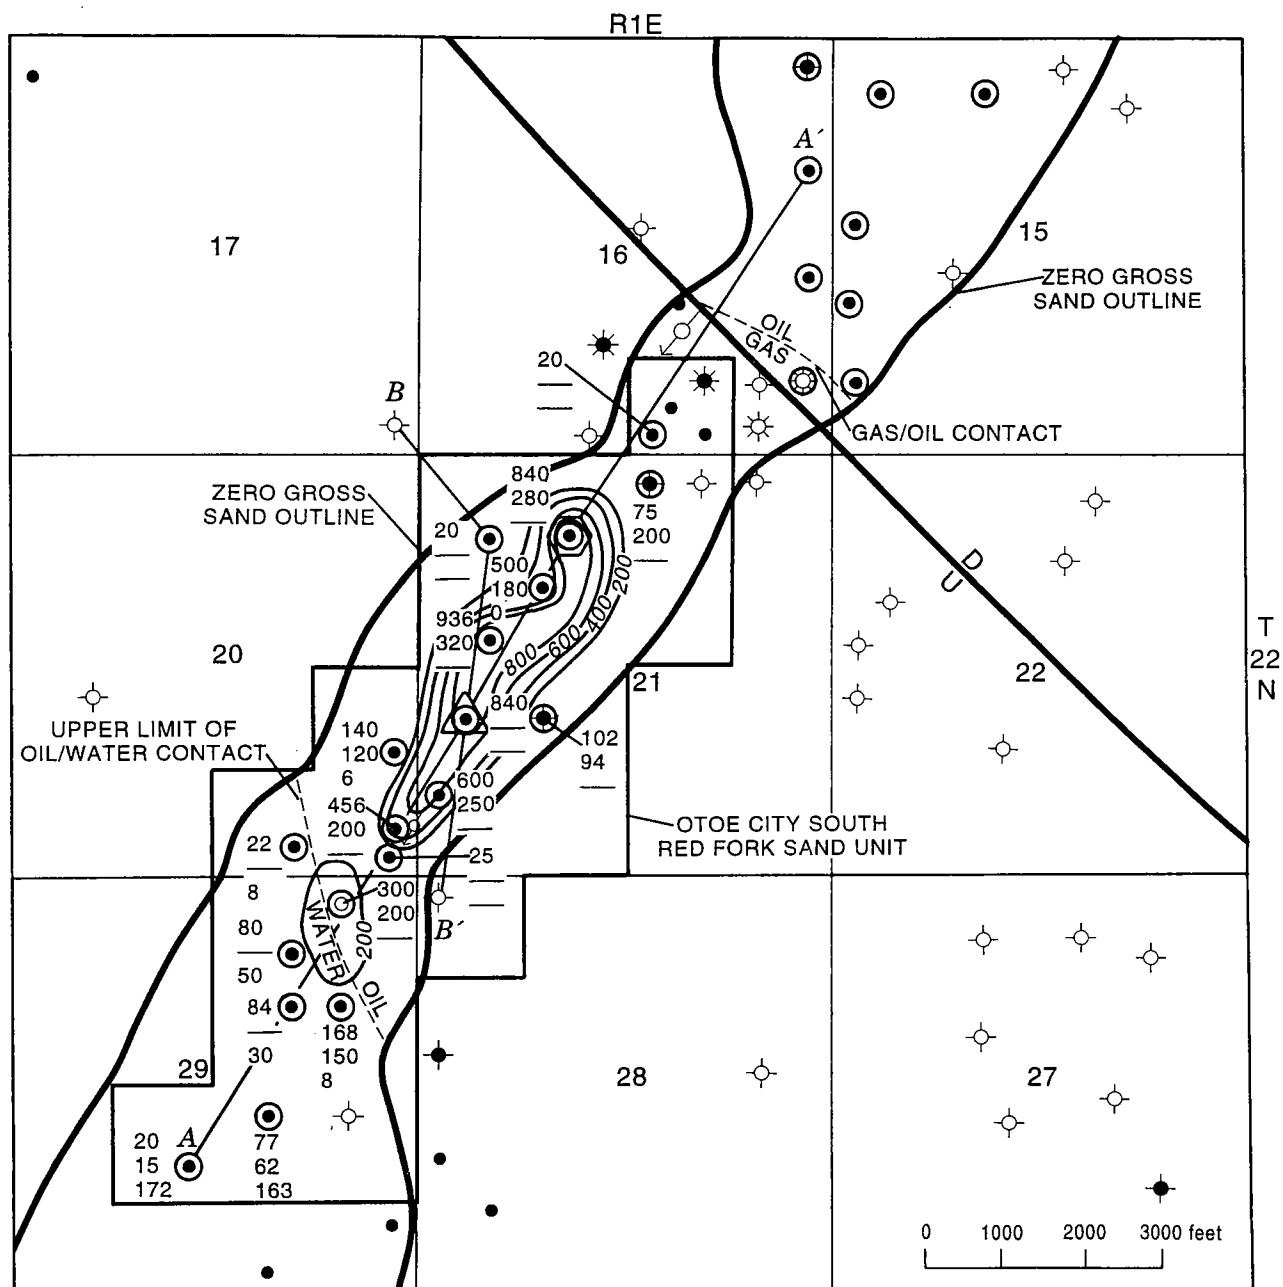 R1E
A´
17
16
15
ZERO GROSS
SAND OUTLINE
OIL
GAS
20
B
GAS/OIL CONTACT
840
280
ZERO GROSS
SAND OUTLINE
20
75
200
500
180
0
936
320
200
400
600
800
D
U
T
22
N
20
21
22
840
UPPER LIMIT OF
OIL/WATER CONTACT
140
120
6
102
94
600
250
456
200
OTOE CITY SOUTH
RED FORK SAND UNIT
22
25
8
300
200
80
WATER
200
B´
50
OIL
84
168
30
150
8
29
28
27
20
15
172
A
77
62
163
0
1000
2000
3000 feet